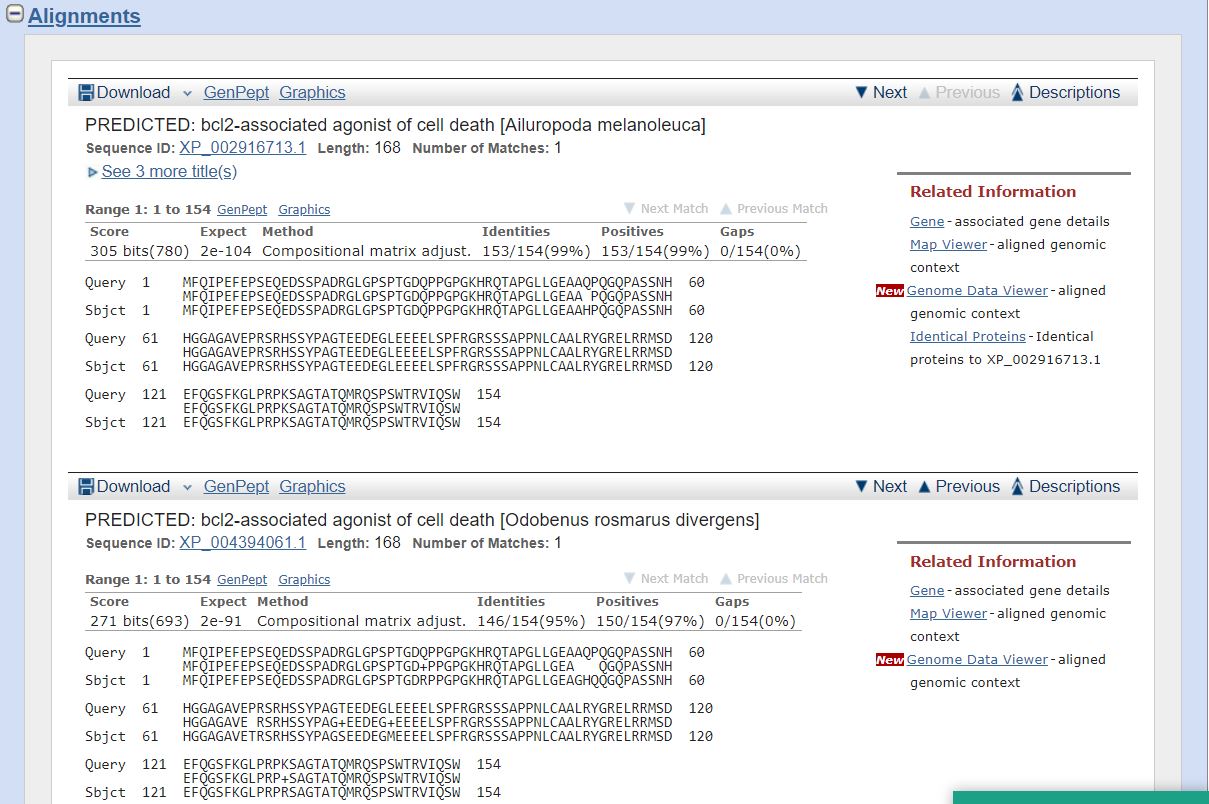 Alignments
Download GenPept Graphics Next Previous Descriptions
PREDICTED: bcl2-associated agonist of cell death [Ailuropoda melanoleuca]
Sequence ID: XP_002916713.1 Length: 168 Number of Matches: 1
See 3 more title(s)
Range 1: 1 to 154 GenPept Graphics Next Match Previous Match
Score Expect Method Identities Positives Gaps
305 bits(780) 2e-104 Compositional matrix adjust. 153/154(99%) 153/154(99%) 0/154(0%)
Query 1 MFQIPEFEPSEQEDSSPADRGLGPSPTGDQPPGPGKHRQTAPGLLGEAAQPQGQPASSNH 60
MFQIPEFEPSEQEDSSPADRGLGPSPTGDQPPGPGKHRQTAPGLLGEAA PQGQPASSNH
Sbjct 1 MFQIPEFEPSEQEDSSPADRGLGPSPTGDQPPGPGKHRQTAPGLLGEAAHPQGQPASSNH 60
Query 61 HGGAGAVEPRSRHSSYPAGTEEDEGLEEEELSPFRGRSSSAPPNLCAALRYGRELRRMSD 120
HGGAGAVEPRSRHSSYPAGTEEDEGLEEEELSPFRGRSSSAPPNLCAALRYGRELRRMSD
Sbjct 61 HGGAGAVEPRSRHSSYPAGTEEDEGLEEEELSPFRGRSSSAPPNLCAALRYGRELRRMSD 120
Query 121 EFQGSFKGLPRPKSAGTATQMRQSPSWTRVIQSW 154
EFQGSFKGLPRPKSAGTATQMRQSPSWTRVIQSW
Sbjct 121 EFQGSFKGLPRPKSAGTATQMRQSPSWTRVIQSW 154
Related Information
Gene - associated gene details
Map Viewer - aligned genomic
context
New Genome Data Viewer - aligned
genomic context
Identical Proteins - Identical
proteins to XP_002916713.1
Download GenPept Graphics Next Previous Descriptions
PREDICTED: bcl2-associated agonist of cell death [Odobenus rosmarus divergens]
Sequence ID: XP_004394061.1 Length: 168 Number of Matches: 1
Range 1: 1 to 154 GenPept Graphics Next Match Previous Match
Score Expect Method Identities Positives Gaps
271 bits(693) 2e-91 Compositional matrix adjust. 146/154(95%) 150/154(97%) 0/154(0%)
Query 1 MFQIPEFEPSEQEDSSPADRGLGPSPTGDQPPGPGKHRQTAPGLLGEAAQPQGQPASSNH 60
MFQIPEFEPSEQEDSSPADRGLGPSPTGD+PPGPGKHRQTAPGLLGEA   QGQPASSNH
Sbjct 1 MFQIPEFEPSEQEDSSPADRGLGPSPTGDRPPGPGKHRQTAPGLLGEAGHQQGQPASSNH 60
Query 61 HGGAGAVEPRSRHSSYPAGTEEDEGLEEEELSPFRGRSSSAPPNLCAALRYGRELRRMSD 120
HGGAGAVE RSRHSSYPAG+EEDEG+EEEELSPFRGRSSSAPPNLCAALRYGRELRRMSD
Sbjct 61 HGGAGAVETRSRHSSYPAGSEEDEGMEEEELSPFRGRSSSAPPNLCAALRYGRELRRMSD 120
Query 121 EFQGSFKGLPRPKSAGTATQMRQSPSWTRVIQSW 154
EFQGSFKGLPRP+SAGTATQMRQSPSWTRVIQSW
Sbjct 121 EFQGSFKGLPRPRSAGTATQMRQSPSWTRVIQSW 154
Related Information
Gene - associated gene details
Map Viewer - aligned genomic
context
New Genome Data Viewer - aligned
genomic context